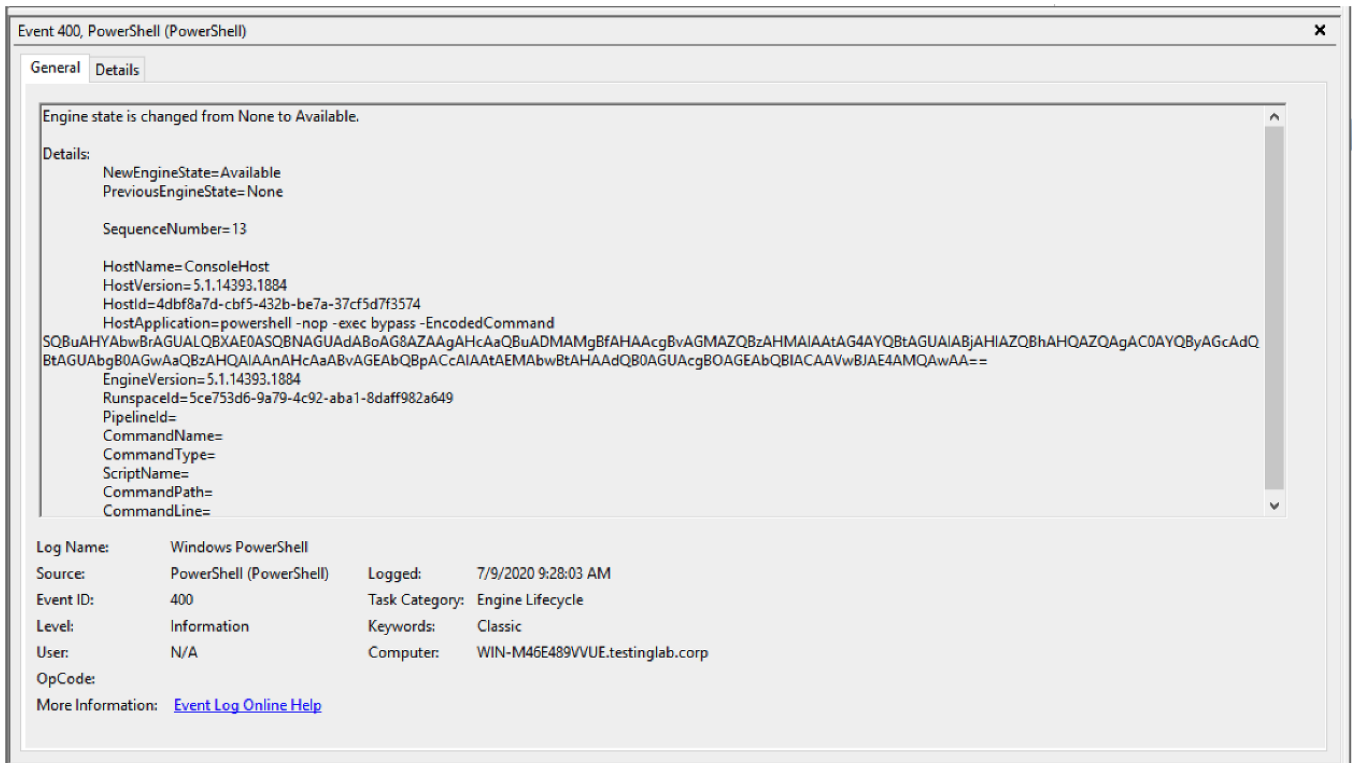 Event 400, PowerShell (PowerShell)
General Details
Engine state is changed from None to Available.
Details:
NewEngineState=Available
PreviousEngineState=None
SequenceNumber=13
HostName=ConsoleHost
HostVersion=5.1.14393.1884
HostId=4dbf8a7d-cbf5-432b-be7a-37cf5d7f3574
HostApplication=powershell -nop -exec bypass -EncodedCommand
SQBuAHYAbwBrAGUALQBXAE0ASQBNAGUAdABoAG8AZAAgAHcAaQBuADMAMgBfAHAAcgBvAGMAZQBzAHMAIAAtAG4AYQBtAGUAIABjAHIAZQBhAHQAZQAgAC0AYQByAGcAdQ
BtAGUAbgB0AGwAaQBzAHQAIAAnAHcAaABvAGEAbQBpACcAIAAtAEMAbwBtAHAAdQB0AGUAcgBOAGEAbQBlACAAVwBJAE4AMQAwAA==
EngineVersion=5.1.14393.1884
RunspaceId=5ce753d6-9a79-4c92-aba1-8daff982a649
PipelineId=
CommandName=
CommandType=
ScriptName=
CommandPath=
CommandLine=
Log Name: Windows PowerShell
Source: PowerShell (PowerShell) Logged: 7/9/2020 9:28:03 AM
Event ID: 400 Task Category: Engine Lifecycle
Level: Information Keywords: Classic
User: N/A Computer: WIN-M46E489VVUE.testinglab.corp
OpCode:
More Information: Event Log Online Help